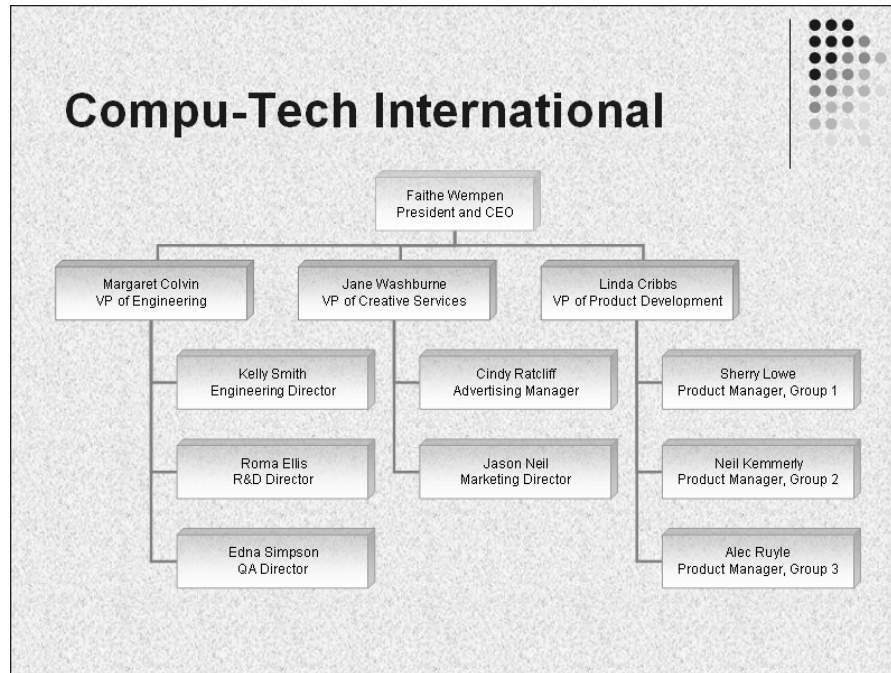 Compu-Tech International
Faithe Wempen
President and CEO
Margaret Colvin
VP of Engineering
Jane Washburne
VP of Creative Services
Linda Cribbs
VP of Product Development
Kelly Smith
Engineering Director
Cindy Ratcliff
Advertising Manager
Sherry Lowe
Product Manager, Group 1
Roma Ellis
R&D Director
Jason Neil
Marketing Director
Neil Kemmerly
Product Manager, Group 2
Edna Simpson
QA Director
Alec Ruyle
Product Manager, Group 3